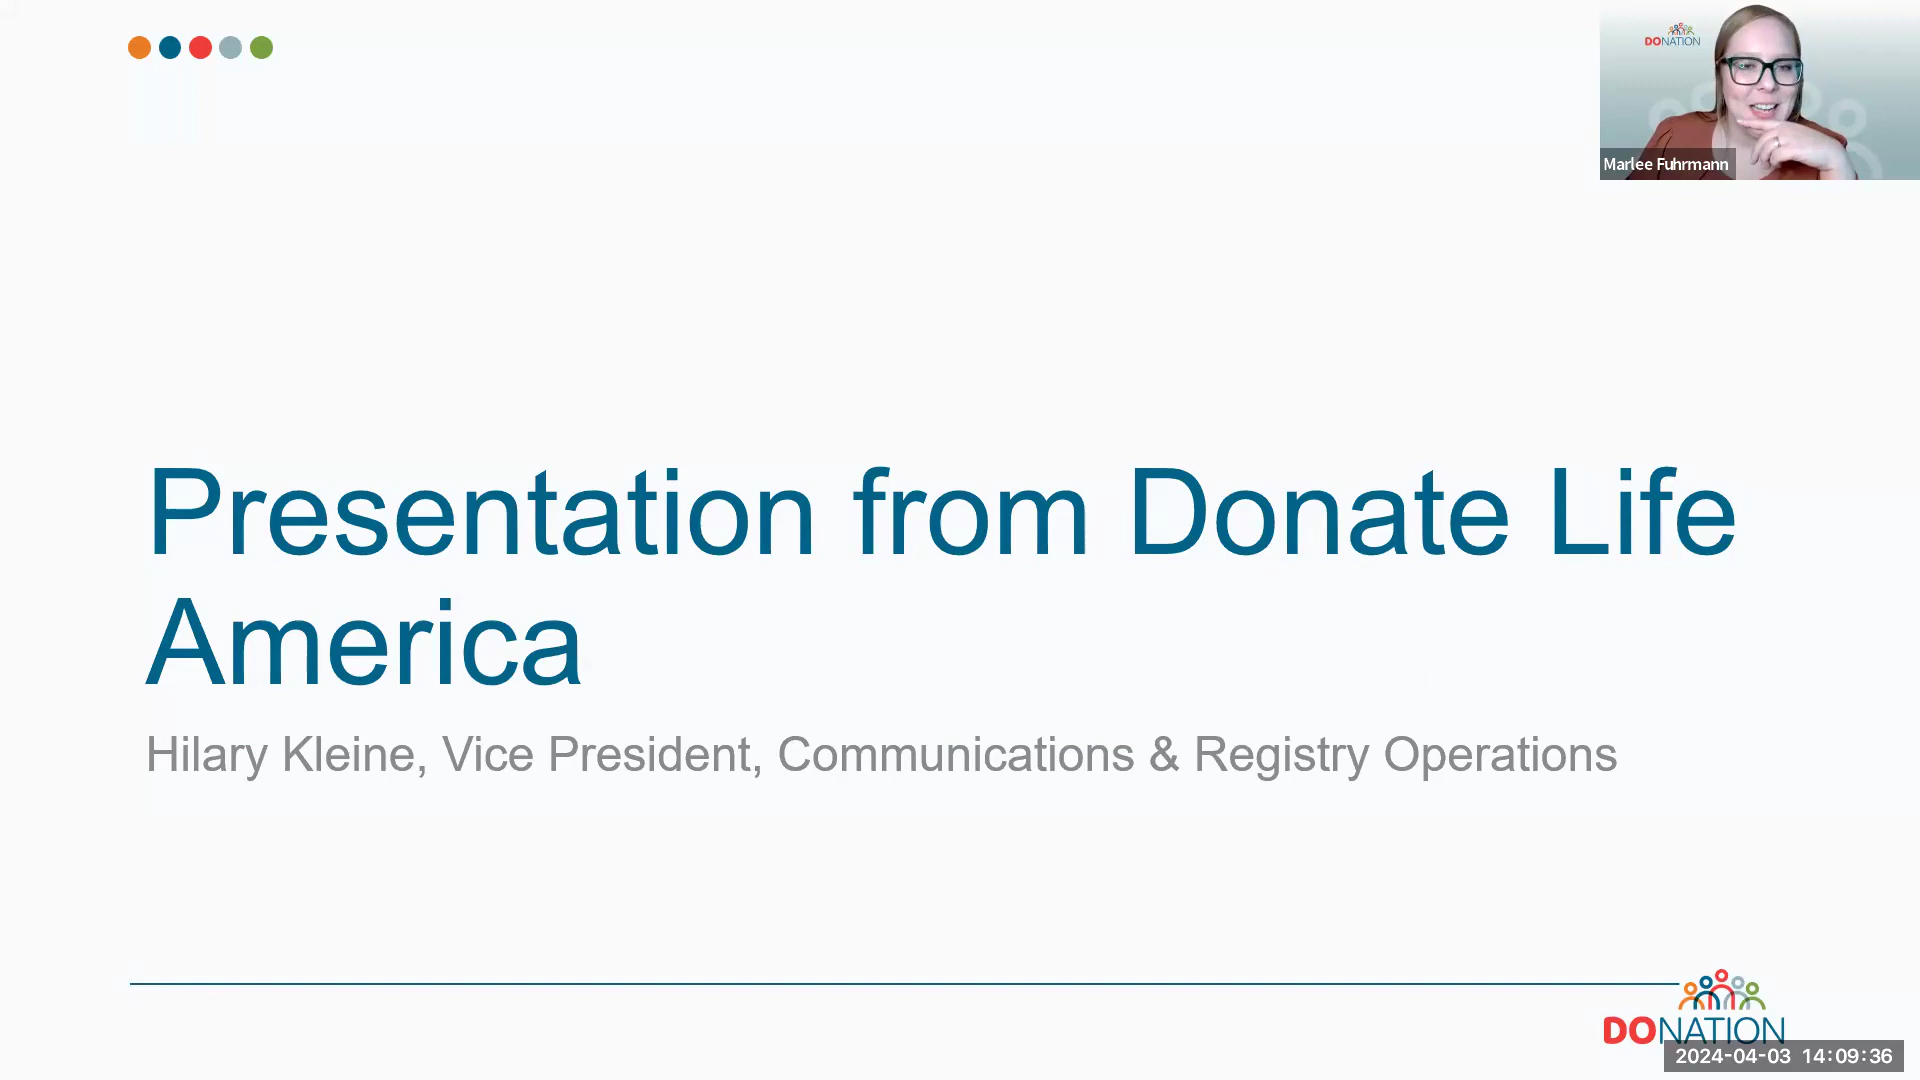 DONATION
Marlee Fuhrmann
Presentation from Donate Life
America
Hilary Kleine, Vice President, Communications & Registry Operations
DONATION
2024-04-03 14:09:36